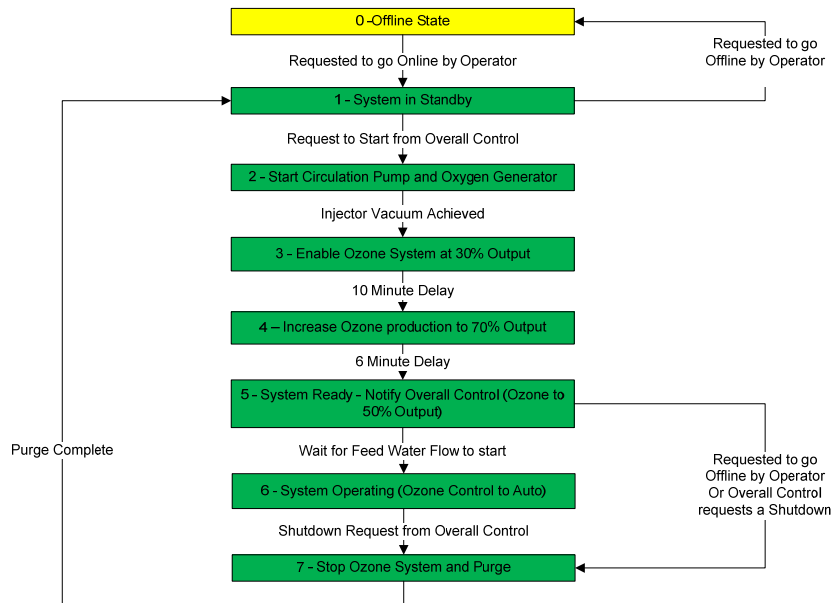 0 -Offline State
Requested to go Online by Operator
Requested to go
Offline by Operator
1 - System in Standby
Request to Start from Overall Control
2 - Start Circulation Pump and Oxygen Generator
Injector Vacuum Achieved
3 - Enable Ozone System at 30% Output
10 Minute Delay
4 – Increase Ozone production to 70% Output
6 Minute Delay
5 - System Ready - Notify Overall Control (Ozone to
50% Output)
Purge Complete
Wait for Feed Water Flow to start
Requested to go
Offline by Operator
Or Overall Control
requests a Shutdown
6 - System Operating (Ozone Control to Auto)
Shutdown Request from Overall Control
7 - Stop Ozone System and Purge